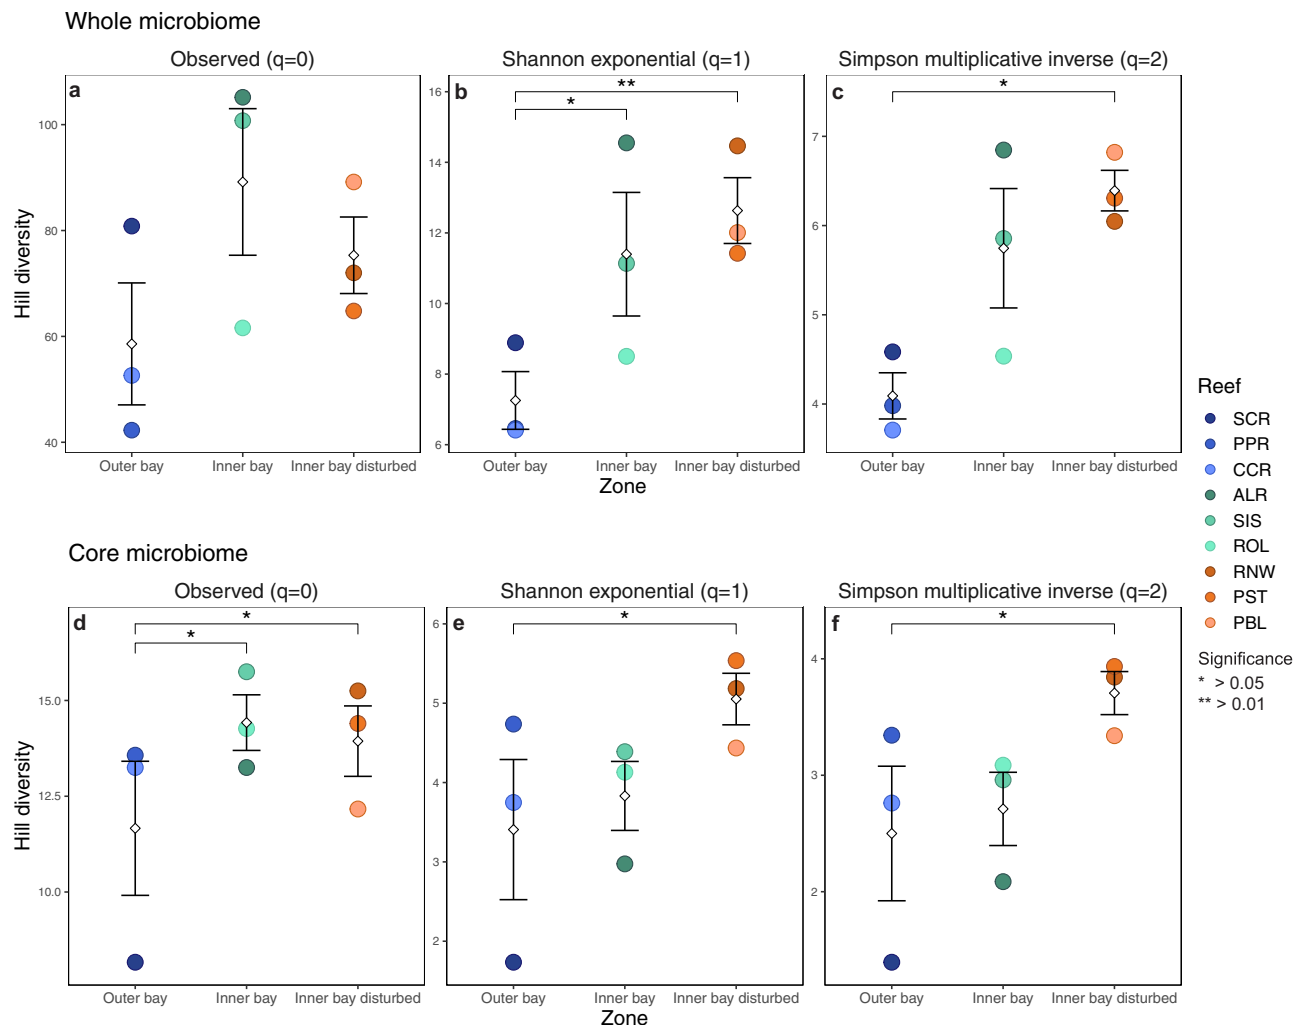 Whole microbiome
Observed (q=0)
Shannon exponential (q=1)
Simpson multiplicative inverse (q=2)
a
b
c
**
*
*
Hill diversity
100
80
60
40
16
14
12
10
8
6
7
6
5
4
Outer bay
Inner bay
Inner bay disturbed
Outer bay
Inner bay
Inner bay disturbed
Outer bay
Inner bay
Inner bay disturbed
Zone
Reef
SCR
PPR
CCR
ALR
SIS
ROL
RNW
PST
PBL
Significance
* > 0.05
** > 0.01
Core microbiome
Observed (q=0)
Shannon exponential (q=1)
Simpson multiplicative inverse (q=2)
d
e
f
*
*
*
*
Hill diversity
15.0
12.5
10.0
6
5
4
3
2
4
3
2
Outer bay
Inner bay
Inner bay disturbed
Outer bay
Inner bay
Inner bay disturbed
Outer bay
Inner bay
Inner bay disturbed
Zone